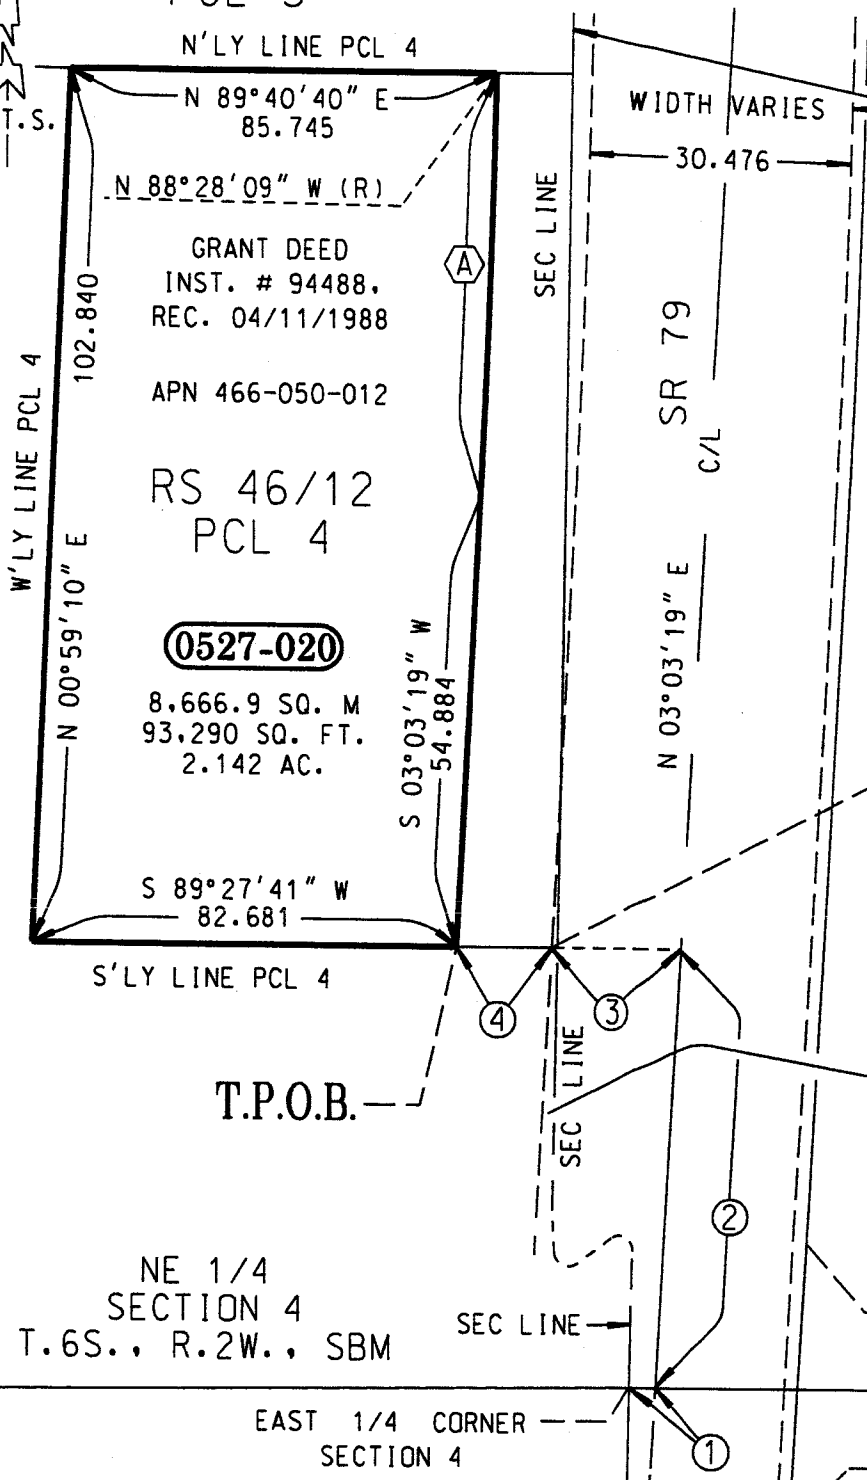 N'LY LINE PCL 4
T.S.
N 89°40'40" E
85.745
WIDTH VARIES
30.476
N 88°28'09" W (R)
GRANT DEED
INST. # 94488,
REC. 04/11/1988
A
SEC LINE
102.840
SR 79
C/L
APN 466-050-012
W'LY LINE PCL 4
RS 46/12
PCL 4
N 00°59'10" E
0527-020
8,666.9 SQ. M
93,290 SQ. FT.
2.142 AC.
S 03°03'19" W
54.884
N 03°03'19" E
S 89°27'41" W
82.681
S'LY LINE PCL 4
4
3
SEC LINE
T.P.O.B.
2
NE 1/4
SECTION 4
T.6S., R.2W., SBM
SEC LINE
EAST 1/4 CORNER
SECTION 4
1